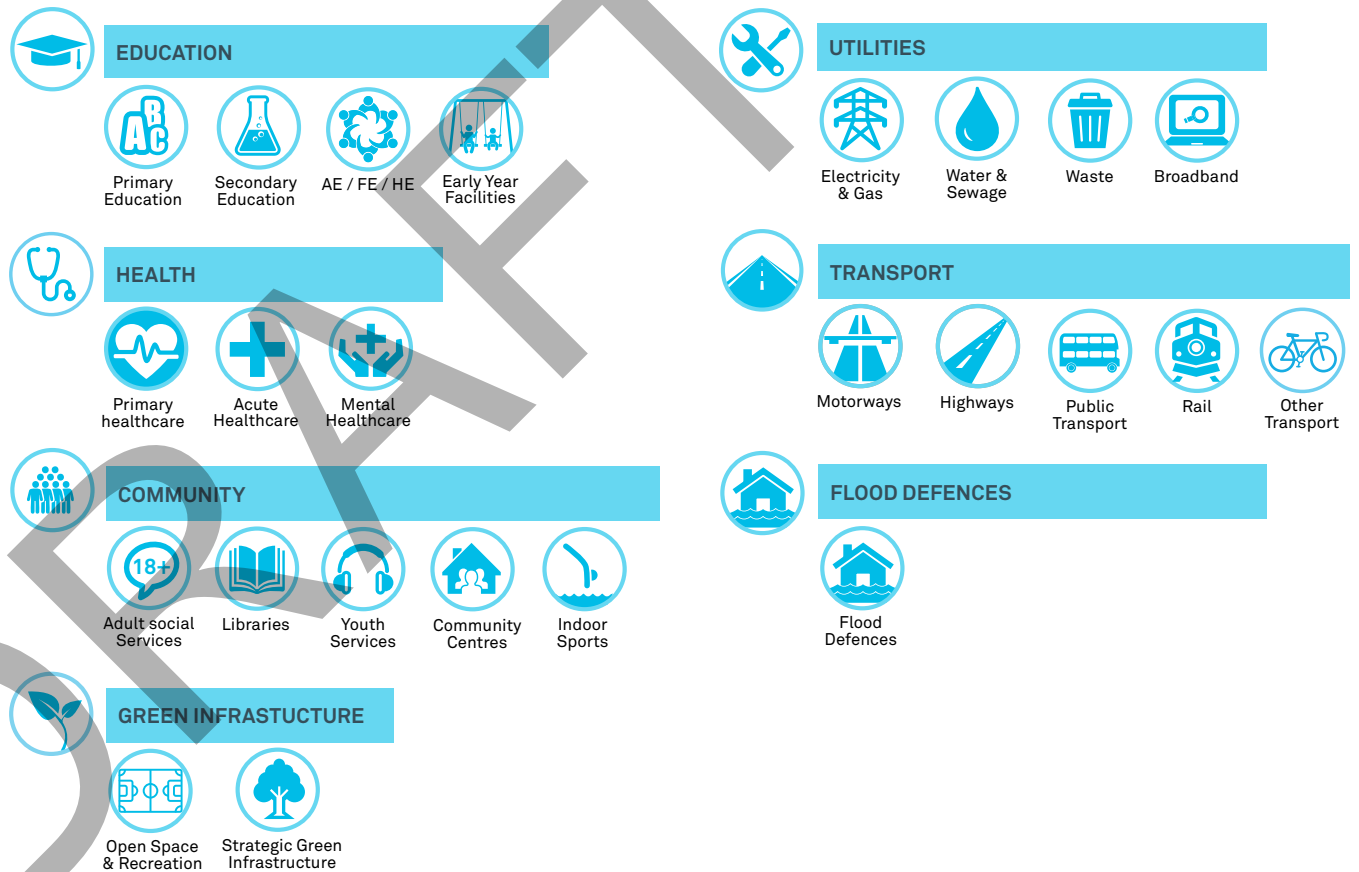 EDUCATION
ABC
Primary
Education
Secondary
Education
AE / FE / HE
Early Year
Facilities
HEALTH
Primary
healthcare
Acute
Healthcare
Mental
Healthcare
COMMUNITY
18+
Adult social
Services
Libraries
Youth
Services
Community
Centres
Indoor
Sports
GREEN INFRASTUCTURE
Open Space
& Recreation
Strategic Green
Infrastructure
UTILITIES
Electricity
& Gas
Water &
Sewage
Waste
Broadband
TRANSPORT
Motorways
Highways
Public
Transport
Rail
Other
Transport
FLOOD DEFENCES
Flood
Defences
DRAFT